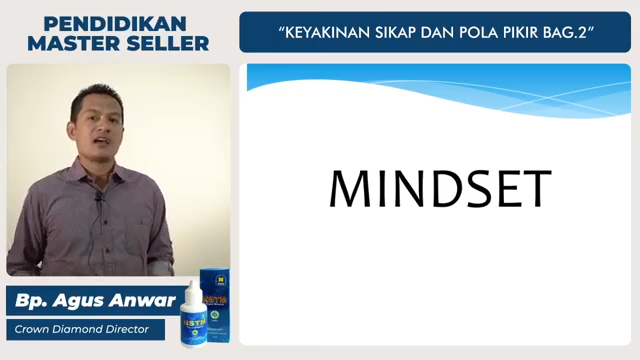 PENDIDIKAN
MASTER SELLER
“KEYAKINAN SIKAP DAN POLA PIKIR BAG.2”
MINDSET
Bp. Agus Anwar
Crown Diamond Director